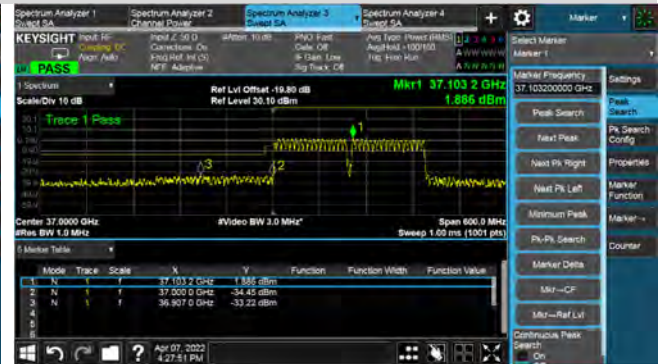 Spectrum Analyzer 1
Swept SA
Spectrum Analyzer 2
Channel Power
Spectrum Analyzer 3
Swept SA
Spectrum Analyzer 4
Swept SA
+
Marker
KEYSIGHT
Input: RF
Coupling: DC
Align: Auto
Input Z: 50 Ω
Corrections: On
Freq Ref: Int (S)
NFE: Adaptive
#Atten: 10 dB
PNO: Fast
Gate: Off
IF Gain: Low
Sig Track: Off
Avg Type: Power (RMS)
Avg|Hold: >100/100
Trig: Free Run
1 2 3 4 5 6
A W W W W W
A N N N N N
PASS
Select Marker
Marker 1
1 Spectrum
Scale/Div 10 dB
Ref Lvl Offset -19.80 dB
Ref Level 30.10 dBm
Mkr1 37.103 2 GHz
1.886 dBm
Trace 1 Pass
1
2
3
Center 37.0000 GHz
#Res BW 1.0 MHz
#Video BW 3.0 MHz*
Span 600.0 MHz
Sweep 1.00 ms (1001 pts)
5 Marker Table
Mode Trace Scale X Y Function Function Width Function Value
1 N 1 f 37.103 2 GHz 1.886 dBm
2 N 1 f 37.000 0 GHz -34.45 dBm
3 N 1 f 36.907 0 GHz -33.22 dBm
4
5
6
Marker Frequency
37.103200000 GHz
Peak Search
Next Peak
Next Pk Right
Next Pk Left
Minimum Peak
Pk-Pk Search
Marker Delta
Mkr→CF
Mkr→Ref Lvl
Continuous Peak
Search
On
Settings
Peak
Search
Pk Search
Config
Properties
Marker
Function
Marker→
Counter
?
Apr 07, 2022
4:27:51 PM